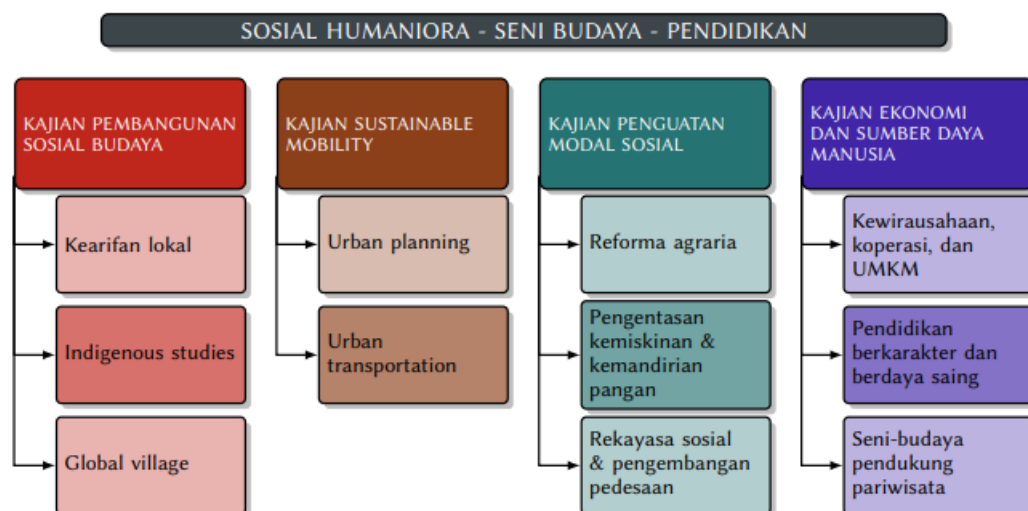 SOSIAL HUMANIORA - SENI BUDAYA - PENDIDIKAN
KAJIAN PEMBANGUNAN
SOSIAL BUDAYA
Kearifan lokal
Indigenous studies
Global village
KAJIAN SUSTAINABLE
MOBILITY
Urban planning
Urban
transportation
KAJIAN PENGUATAN
MODAL SOSIAL
Reforma agraria
Pengentasan
kemiskinan &
kemandirian
pangan
Rekayasa sosial
& pengembangan
pedesaan
KAJIAN EKONOMI
DAN SUMBER DAYA
MANUSIA
Kewirausahaan,
koperasi, dan
UMKM
Pendidikan
berkarakter dan
berdaya saing
Seni-budaya
pendukung
pariwisata